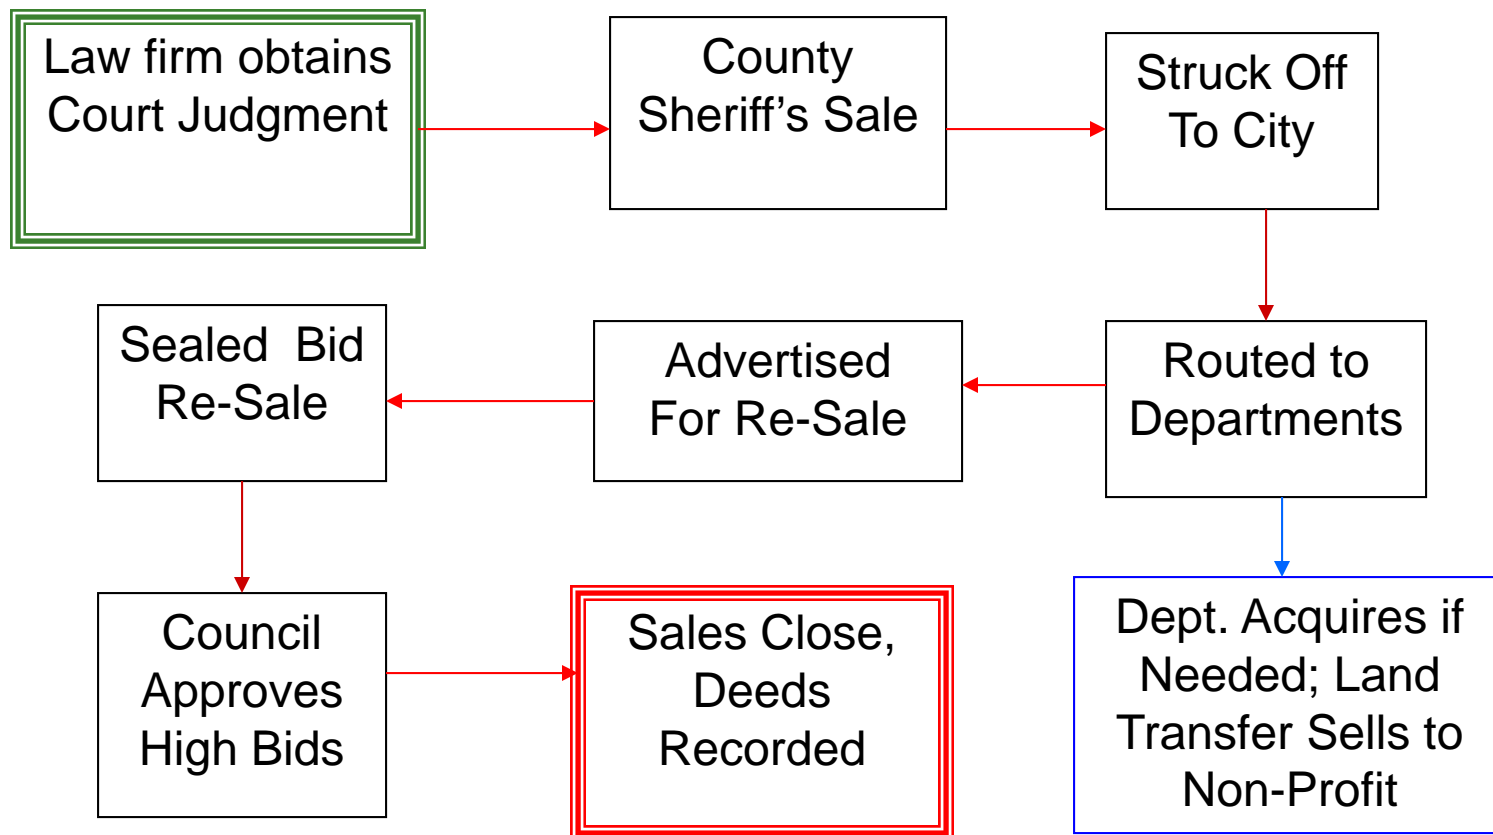 Law firm obtains
Court Judgment
County
Sheriff’s Sale
Struck Off
To City
Routed to
Departments
Advertised
For Re-Sale
Sealed  Bid
Re-Sale
Council
Approves
High Bids
Sales Close,
Deeds
Recorded
Dept. Acquires if
Needed; Land
Transfer Sells to
Non-Profit